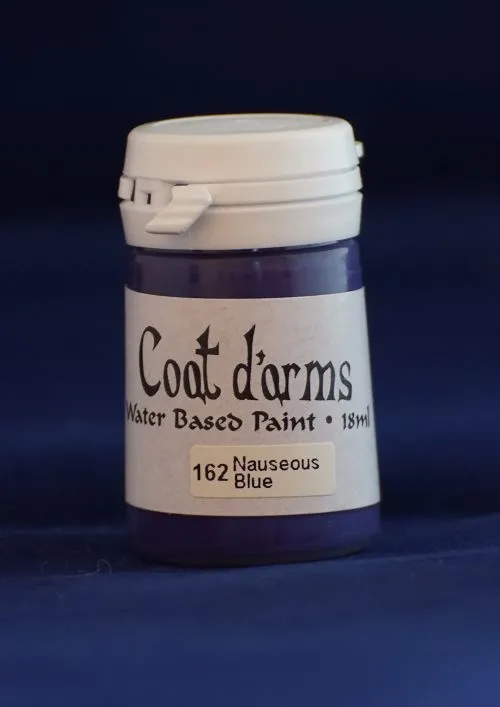 Coat d'arms
Water Based Paint • 18ml
162 Nauseous
Blue